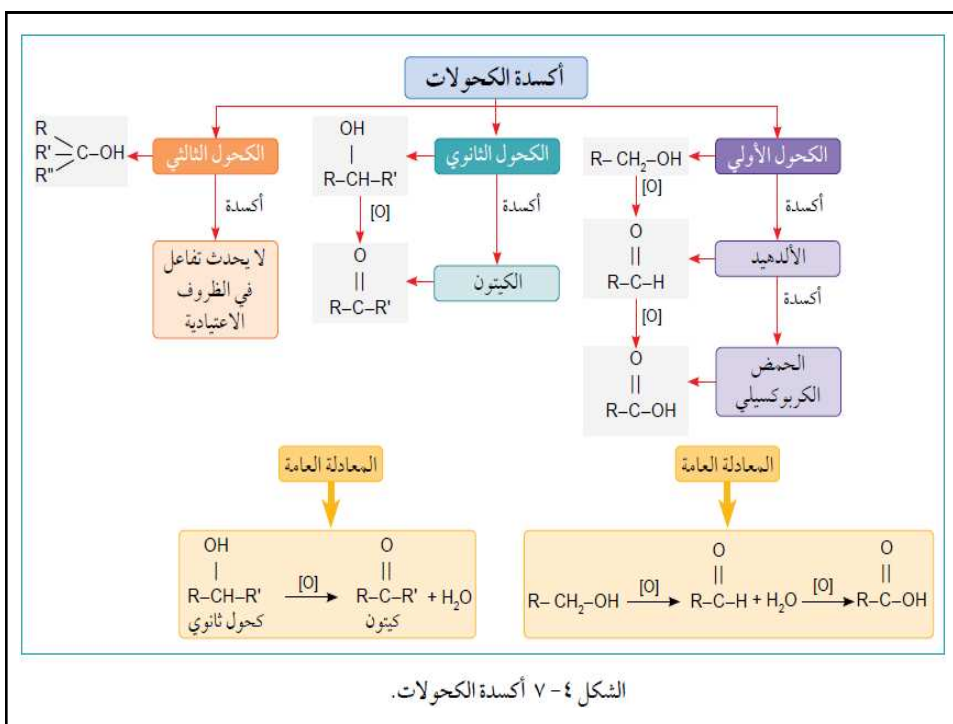 أكسدة الكحولات
الكحول الأولي
R– CH₂–OH
[O]
أكسدة
الألدهيد
O
||
R–C–H
[O]
أكسدة
الحمض
الكربوكسيلي
O
||
R–C–OH
الكحول الثانوي
OH
|
R–CH–R'
[O]
أكسدة
الكيتون
O
||
R–C–R'
الكحول الثالثي
R
R' C–OH
R"
أكسدة
لا يحدث تفاعل
في الظروف
الاعتيادية
المعادلة العامة
O O
|| ||
R– CH₂–OH [O] R–C–H + H₂O [O] R–C–OH
المعادلة العامة
OH O
| ||
R–CH–R' [O] R–C–R' + H₂O
كحول ثانوي كيتون
الشكل ٤-٧ أكسدة الكحولات.